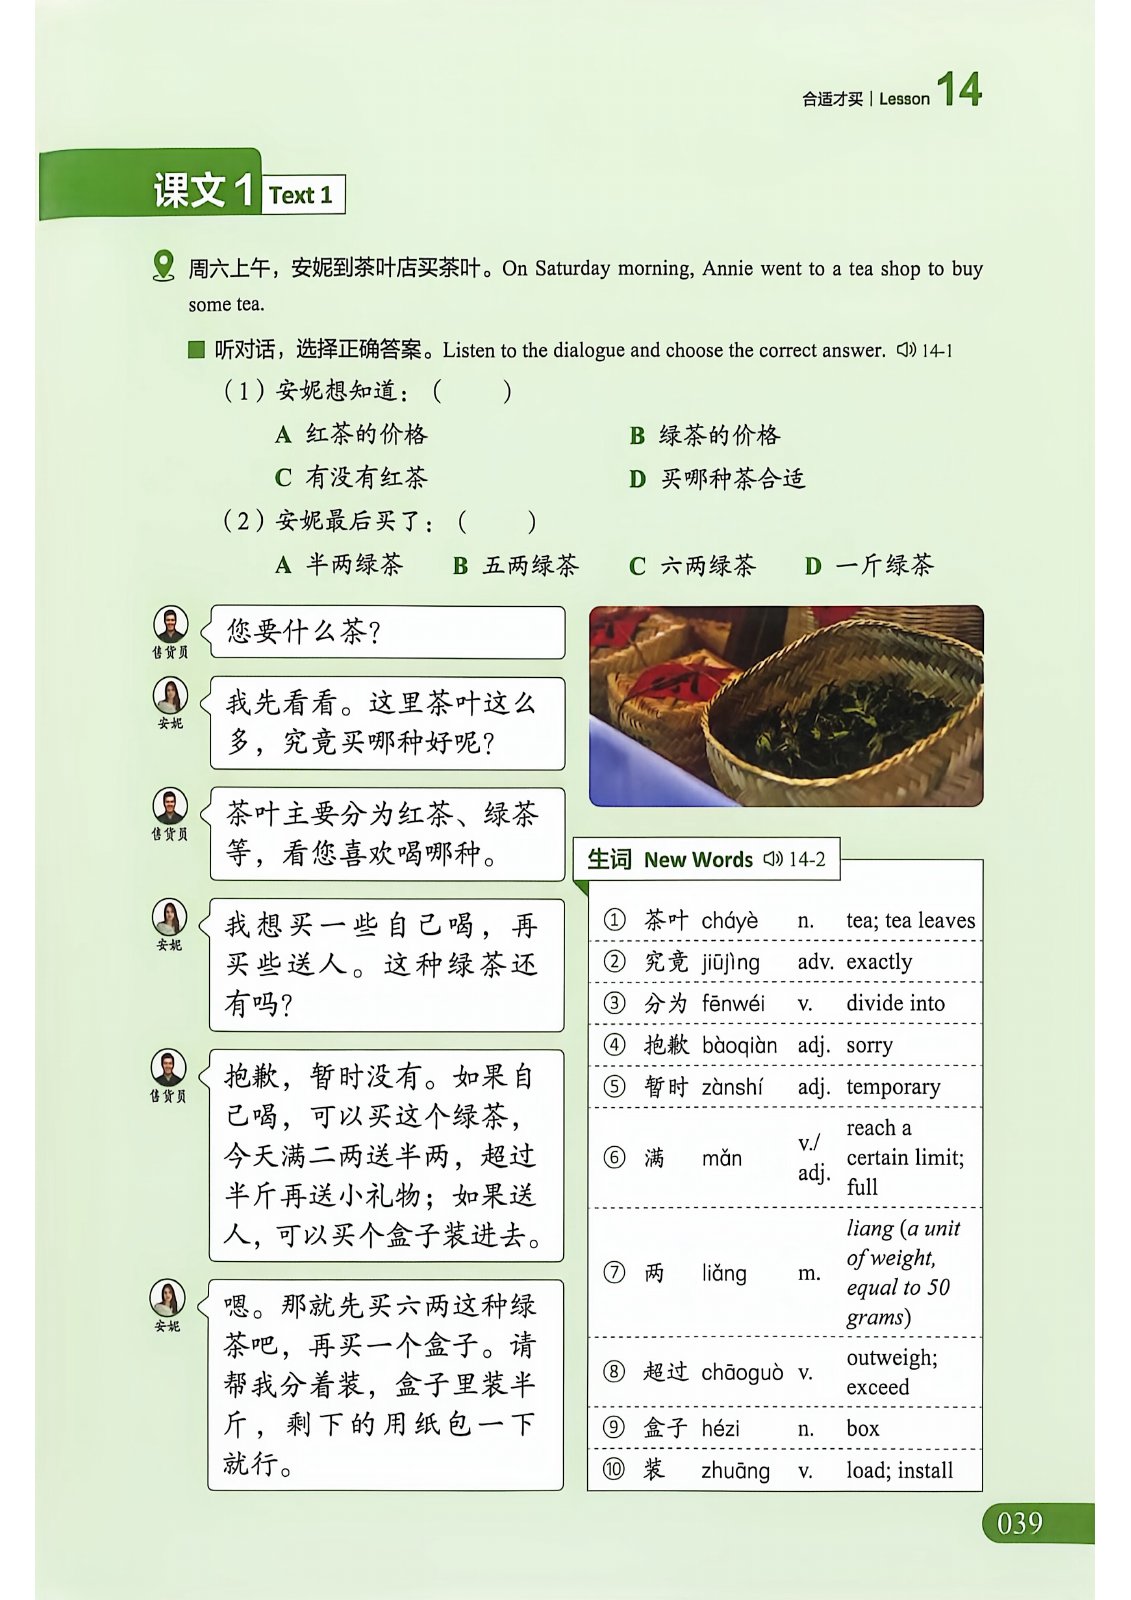 合适才买 | Lesson 14
课文 1 Text 1
周六上午，安妮到茶叶店买茶叶。On Saturday morning, Annie went to a tea shop to buy
some tea.
听对话，选择正确答案。Listen to the dialogue and choose the correct answer. 14-1
（1）安妮想知道：（　　）
A 红茶的价格　B 绿茶的价格
C 有没有红茶　D 买哪种茶合适
（2）安妮最后买了：（　　）
A 半两绿茶　B 五两绿茶　C 六两绿茶　D 一斤绿茶
售货员
您要什么茶？
安妮
我先看看。这里茶叶这么
多，究竟买哪种好呢？
售货员
茶叶主要分为红茶、绿茶
等，看您喜欢喝哪种。
安妮
我想买一些自己喝，再
买些送人。这种绿茶还
有吗？
售货员
抱歉，暂时没有。如果自
己喝，可以买这个绿茶，
今天满二两送半两，超过
半斤再送小礼物；如果送
人，可以买个盒子装进去。
安妮
嗯。那就先买六两这种绿
茶吧，再买一个盒子。请
帮我分着装，盒子里装半
斤，剩下的用纸包一下
就行。
生词 New Words 14-2
① 茶叶 cháyè n. tea; tea leaves
② 究竟 jiūjìng adv. exactly
③ 分为 fēnwéi v. divide into
④ 抱歉 bàoqiàn adj. sorry
⑤ 暂时 zànshí adj. temporary
⑥ 满 mǎn v./ adj. reach a
certain limit;
full
⑦ 两 liǎng m. liang (a unit
of weight,
equal to 50
grams)
⑧ 超过 chāoguò v. outweigh;
exceed
⑨ 盒子 hézi n. box
⑩ 装 zhuāng v. load; install
039